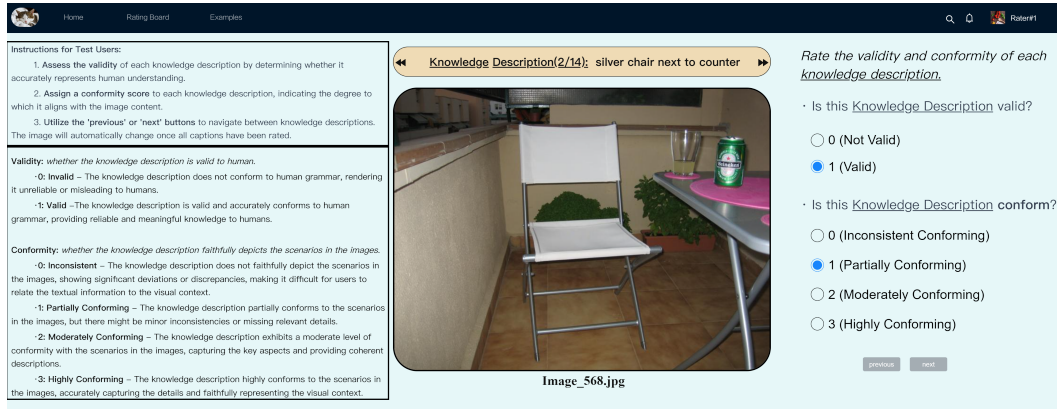 Home Rating Board Examples Rater#1
Instructions for Test Users:
1. Assess the validity of each knowledge description by determining whether it
accurately represents human understanding.
2. Assign a conformity score to each knowledge description, indicating the degree to
which it aligns with the image content.
3. Utilize the 'previous' or 'next' buttons to navigate between knowledge descriptions.
The image will automatically change once all captions have been rated.
Validity: whether the knowledge description is valid to human.
·0: Invalid – The knowledge description does not conform to human grammar, rendering
it unreliable or misleading to humans.
·1: Valid –The knowledge description is valid and accurately conforms to human
grammar, providing reliable and meaningful knowledge to humans.
Conformity: whether the knowledge description faithfully depicts the scenarios in the images.
·0: Inconsistent – The knowledge description does not faithfully depict the scenarios in
the images, showing significant deviations or discrepancies, making it difficult for users to
relate the textual information to the visual context.
·1: Partially Conforming – The knowledge description partially conforms to the scenarios
in the images, but there might be minor inconsistencies or missing relevant details.
·2: Moderately Conforming – The knowledge description exhibits a moderate level of
conformity with the scenarios in the images, capturing the key aspects and providing coherent
descriptions.
·3: Highly Conforming – The knowledge description highly conforms to the scenarios in
the images, accurately capturing the details and faithfully representing the visual context.
Knowledge Description(2/14): silver chair next to counter
Heineken
Image_568.jpg
Rate the validity and conformity of each
knowledge description.
· Is this Knowledge Description valid?
0 (Not Valid)
1 (Valid)
· Is this Knowledge Description conform?
0 (Inconsistent Conforming)
1 (Partially Conforming)
2 (Moderately Conforming)
3 (Highly Conforming)
previous next